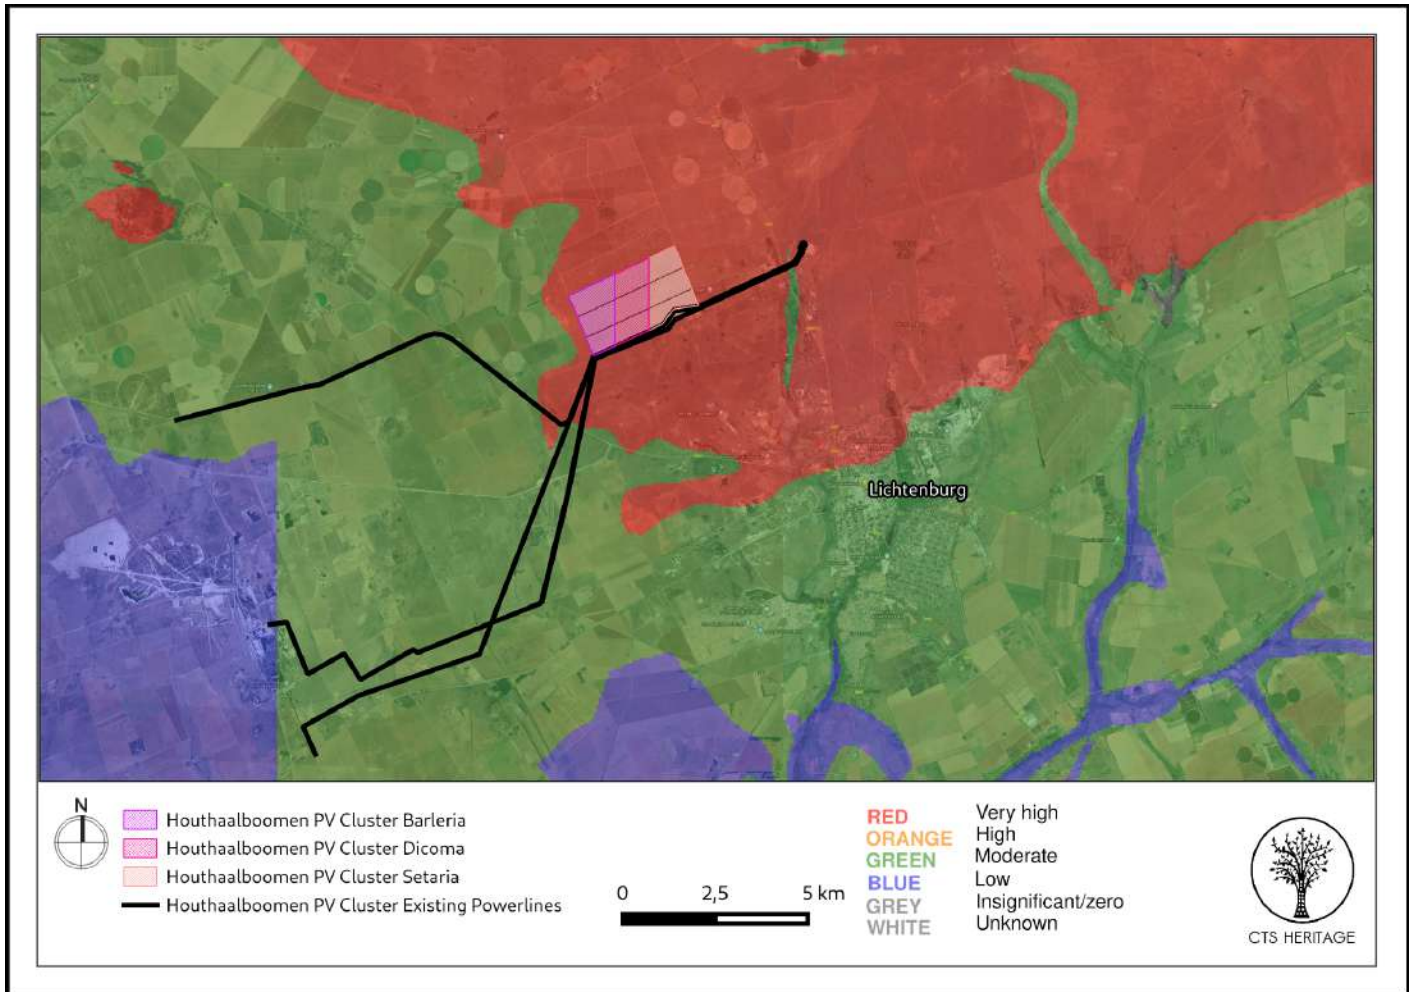 Lichtenburg
N
Houthaalboomen PV Cluster Barleria
Houthaalboomen PV Cluster Dicoma
Houthaalboomen PV Cluster Setaria
Houthaalboomen PV Cluster Existing Powerlines
0 2,5 5 km
RED Very high
ORANGE High
GREEN Moderate
BLUE Low
GREY Insignificant/zero
WHITE Unknown
CTS HERITAGE